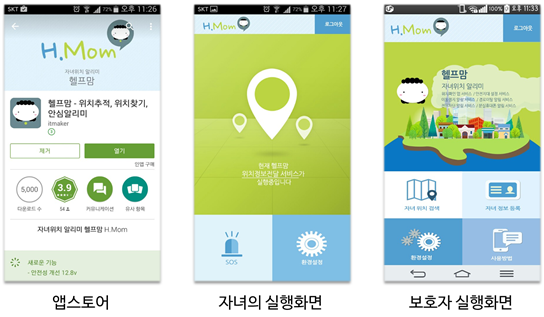 SKT 72% 오후 11:26
H.Mom
자녀위치 알리미
헬프맘
헬프맘 - 위치추적, 위치찾기,
안심알리미
itmaker
제거
열기
인앱 구매
5,000
다운로드 수
3.9
54
커뮤니케이션
유사 항목
자녀위치 알리미 헬프맘 H.Mom
새로운 기능
- 안전성 개선 12.8v
앱스토어
SKT 72% 오후 11:27
H.Mom
로그아웃
현재 헬프맘
위치정보전달 서비스가
실행중입니다
SOS
환경설정
자녀의 실행화면
100% 오후 11:33
H.Mom
로그아웃
헬프맘
자녀위치 알리미
자녀 위치 검색
자녀 정보 등록
환경설정
사용방법
보호자 실행화면